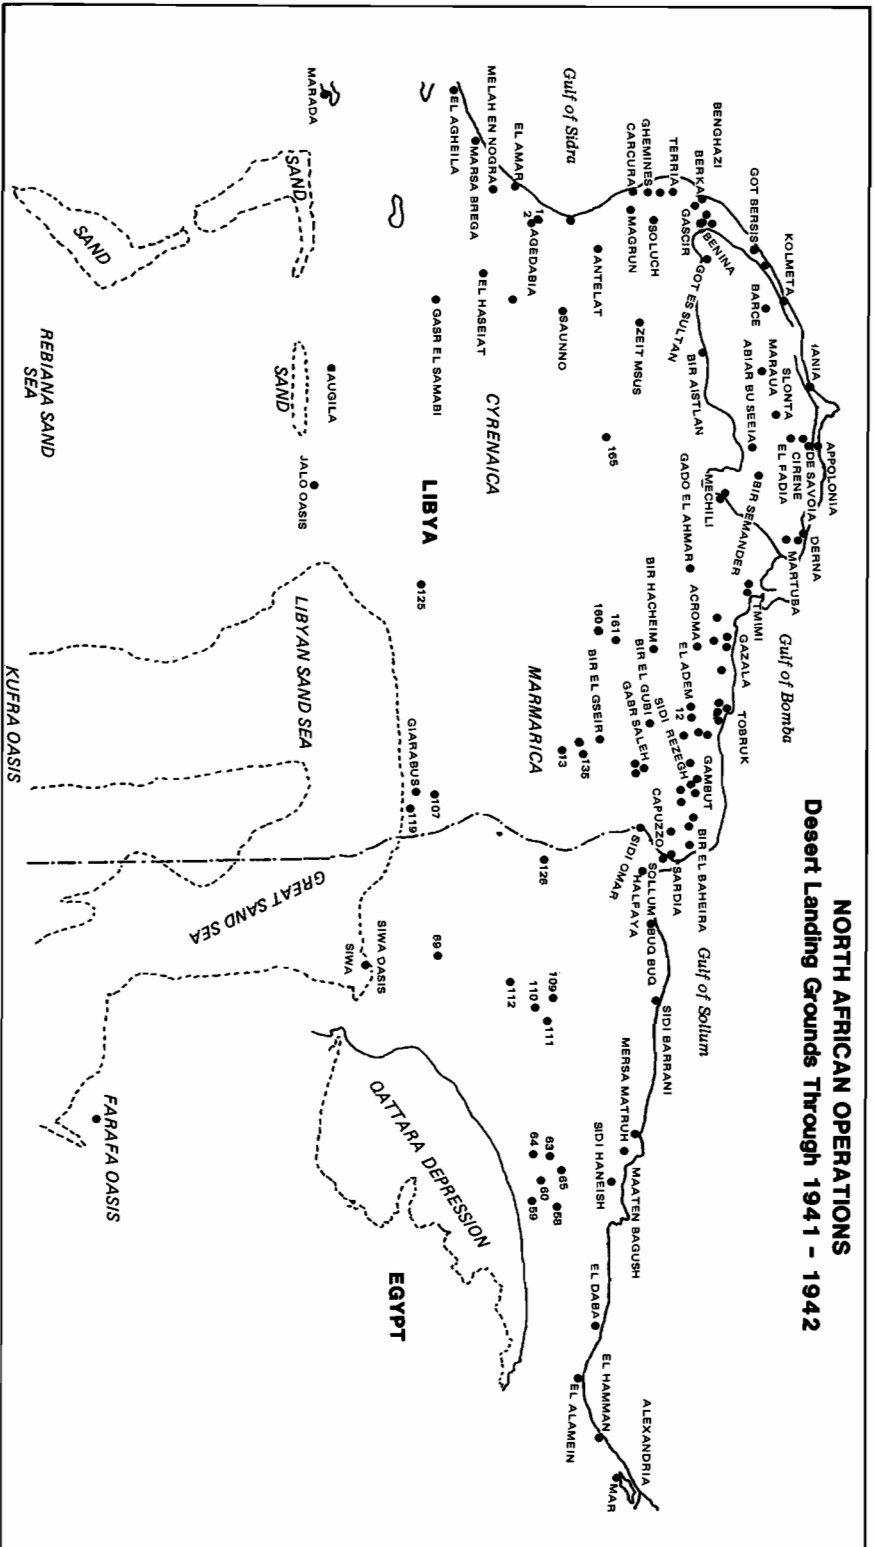 NORTH AFRICAN OPERATIONS
Desert Landing Grounds Through 1941 – 1942
APPOLONIA
DERNA
DE SAVOIA
CIRENE
EL FADIA
MARTUBA
KOLMETA
IANIA
SLONTA
MARAUA
GOT BERSIS
BARCE
ABIAR BU SEEIA
BIR SEMANDER
TMIMI
Gulf of Bomba
GAZALA
TOBRUK
BENGHAZI
BERKA
BENINA
GASCIR
GOT ES SULTAN
BIR AISTLAN
MECHILI
GADO EL AHMAR
ACROMA
EL ADEM
12
SIDI REZEGH
GAMBUT
BIR EL BAHEIRA
Gulf of Sollum
TERRIA
GHEMINES
CARCURA
SOLUCH
MAGRUN
ZEIT MSUS
BIR HACHEIM
BIR EL GUBI
GABR SALEH
CAPUZZO
SARDIA
SOLLUM
HALFAYA
SIDI OMAR
BUQ BUQ
SIDI BARRANI
MERSA MATRUH
MAATEN BAGUSH
SIDI HANEISH
EL DABA
EL HAMMAN
EL ALAMEIN
ALEXANDRIA
MAR
Gulf of Sidra
ANTELAT
SAUNNO
165
160
161
BIR EL GSEIR
135
13
MARMARICA
128
EL AMAR
1
2
AGEDABIA
MELAH EN NOGRA
MARSA BREGA
EL AGHEILA
EL HASEIAT
GASR EL SAMABI
CYRENAICA
LIBYA
125
GIARABUS
107
119
69
109
110
111
112
63
64
65
60
58
59
MARADA
SAND
SAND
SAND
AUGILA
JALO OASIS
LIBYAN SAND SEA
GREAT SAND SEA
SIWA OASIS
SIWA
QATTARA DEPRESSION
EGYPT
REBIANA SAND
SEA
KUFRA OASIS
FARAFA OASIS